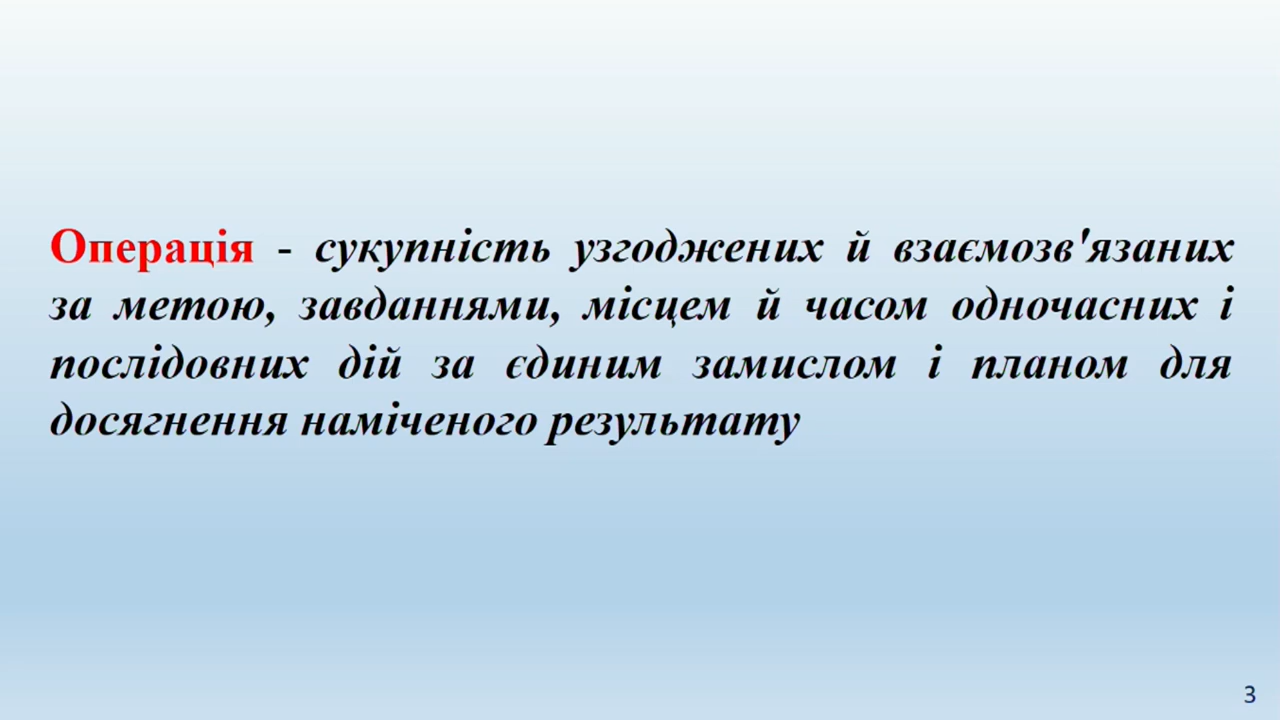 Операція - сукупність узгоджених й взаємозв'язаних
за метою, завданнями, місцем й часом одночасних і
послідовних дій за єдиним замислом і планом для
досягнення наміченого результату
3